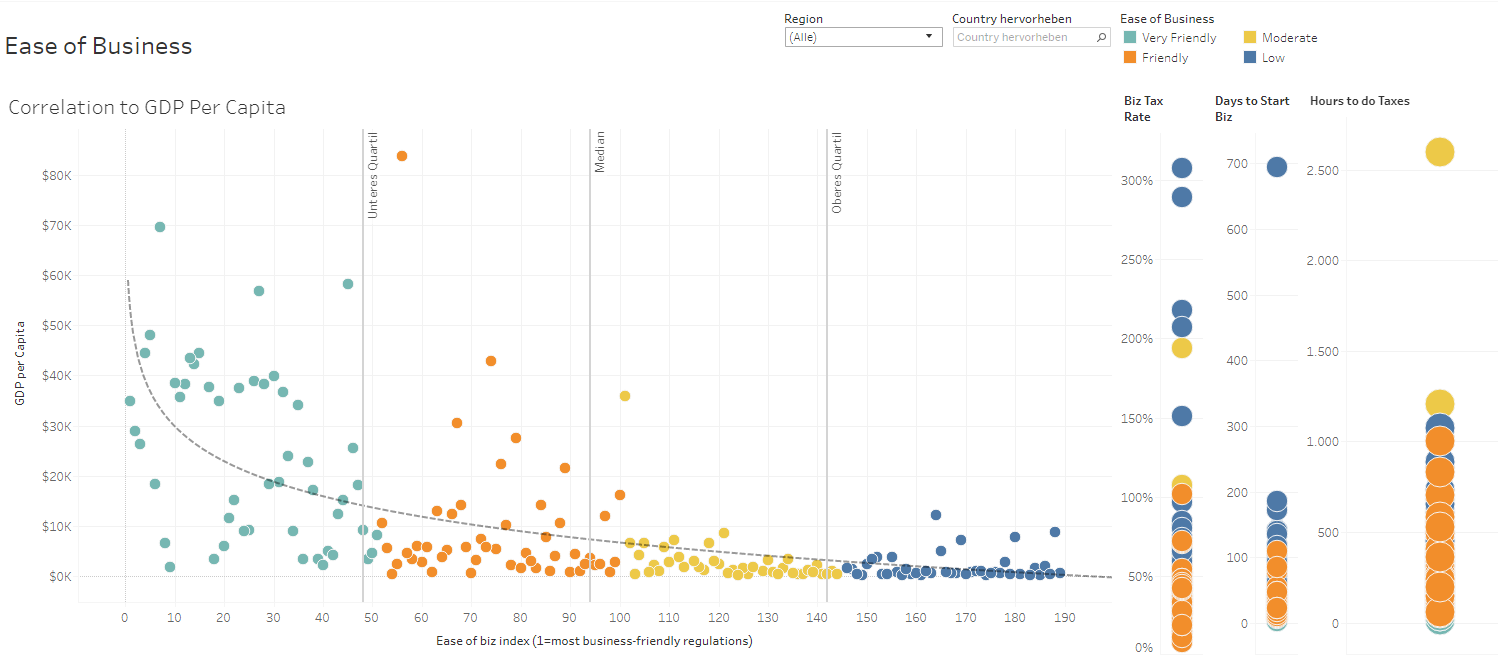 Region
Country hervorheben
Ease of Business
(Alle)
Country hervorheben
Very Friendly
Moderate
Friendly
Low
Ease of Business
Correlation to GDP Per Capita
Biz Tax
Rate
Days to Start
Biz
Hours to do Taxes
Unteres Quartil
Median
Oberes Quartil
GDP per Capita
$80K
$70K
$60K
$50K
$40K
$30K
$20K
$10K
$0K
0 10 20 30 40 50 60 70 80 90 100 110 120 130 140 150 160 170 180 190
Ease of biz index (1=most business-friendly regulations)
300%
250%
200%
150%
100%
50%
0%
700
600
500
400
300
200
100
0
2.500
2.000
1.500
1.000
500
0